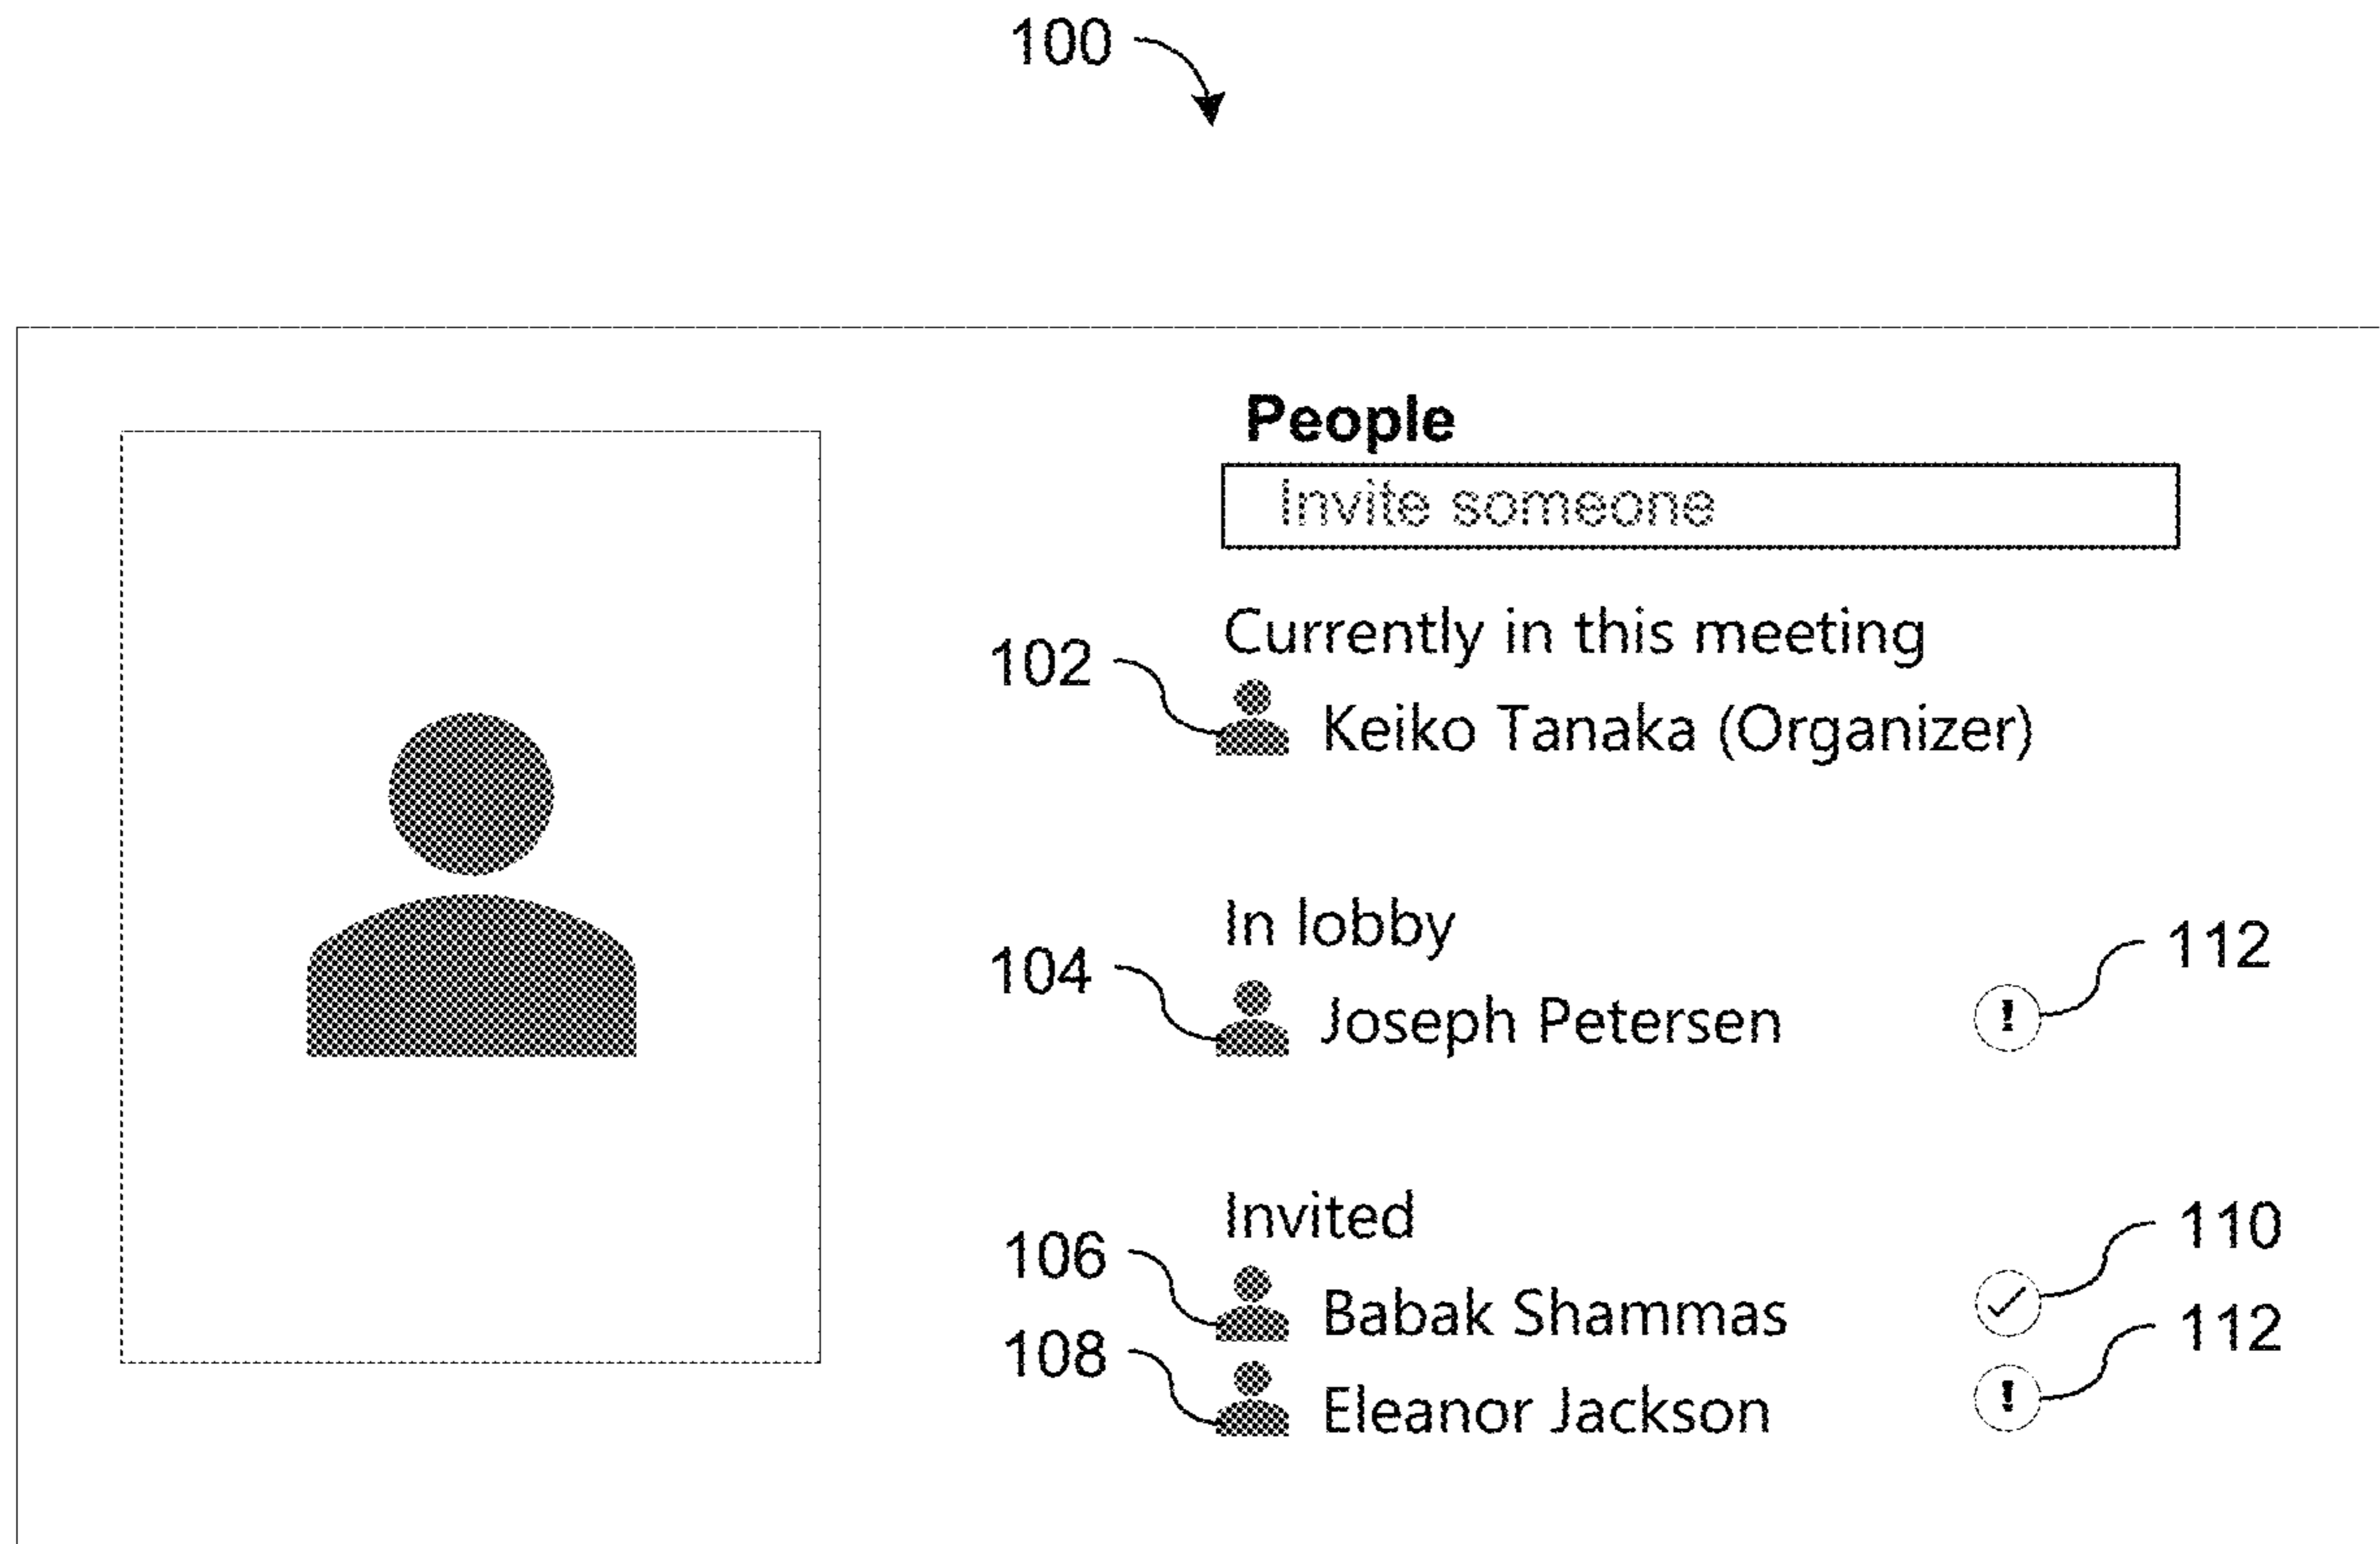 100
People
Invite someone
Currently in this meeting
102
Keiko Tanaka (Organizer)
In lobby
112
104
Joseph Petersen
!
Invited
110
106
Babak Shammas
112
108
Eleanor Jackson
!